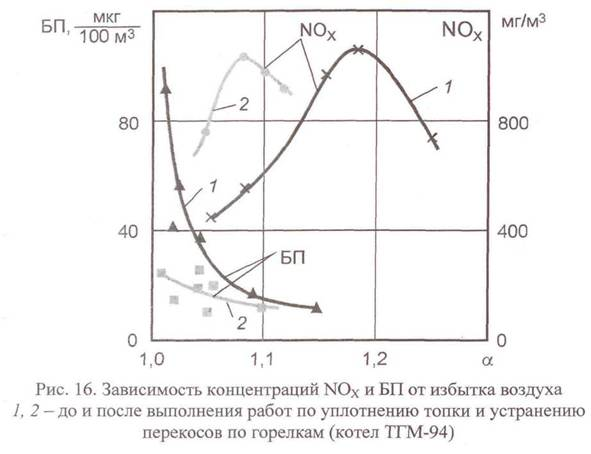 БП, мкг
100 м³
NOx
NOx
мг/м³
80
800
2
1
1
40
400
БП
2
0
0
1,0
1,1
1,2
α
Рис. 16. Зависимость концентраций NOx и БП от избытка воздуха
1, 2 – до и после выполнения работ по уплотнению топки и устранению
перекосов по горелкам (котел ТГМ-94)